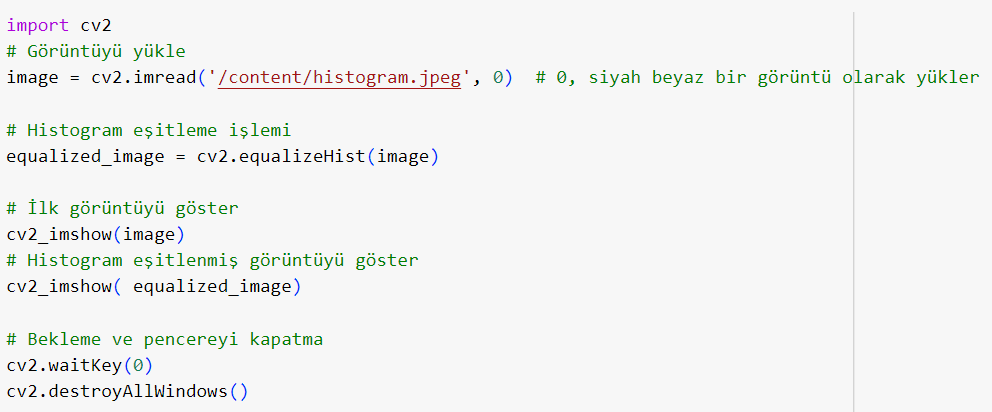 import cv2
# Görüntüyü yükle
image = cv2.imread('/content/histogram.jpeg', 0)  # 0, siyah beyaz bir görüntü olarak yükler
# Histogram eşitleme işlemi
equalized_image = cv2.equalizeHist(image)
# İlk görüntüyü göster
cv2_imshow(image)
# Histogram eşitlenmiş görüntüyü göster
cv2_imshow( equalized_image)
# Bekleme ve pencereyi kapatma
cv2.waitKey(0)
cv2.destroyAllWindows()